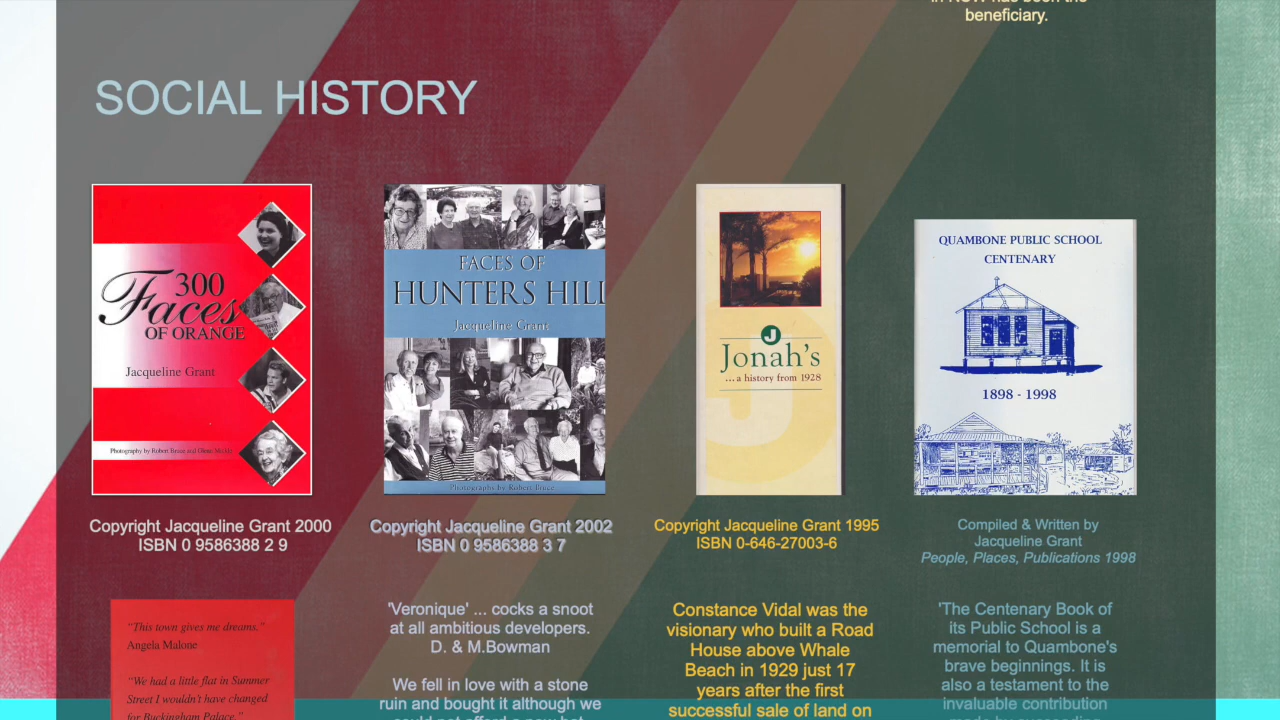 beneficiary.
SOCIAL HISTORY
300
Faces
OF ORANGE
Jacqueline Grant
Photography by Robert Bruce and Glenn
FACES OF
HUNTERS HILL
Jacqueline Grant
Photographs by Robert Bruce
J
Jonah's
...a history from 1928
QUAMBONE PUBLIC SCHOOL
CENTENARY
1898 - 1998
Copyright Jacqueline Grant 2000
ISBN 0 9586388 2 9
Copyright Jacqueline Grant 2002
ISBN 0 9586388 3 7
Copyright Jacqueline Grant 1995
ISBN 0-646-27003-6
Compiled & Written by
Jacqueline Grant
People, Places, Publications 1998
"This town gives me dreams."
Angela Malone
"We had a little flat in Summer
Street I wouldn't have changed
for Buckingham Palace."
'Veronique' ... cocks a snoot
at all ambitious developers.
D. & M.Bowman
We fell in love with a stone
ruin and bought it although we
Constance Vidal was the
visionary who built a Road
House above Whale
Beach in 1929 just 17
years after the first
successful sale of land on
'The Centenary Book of
its Public School is a
memorial to Quambone's
brave beginnings. It is
also a testament to the
invaluable contribution